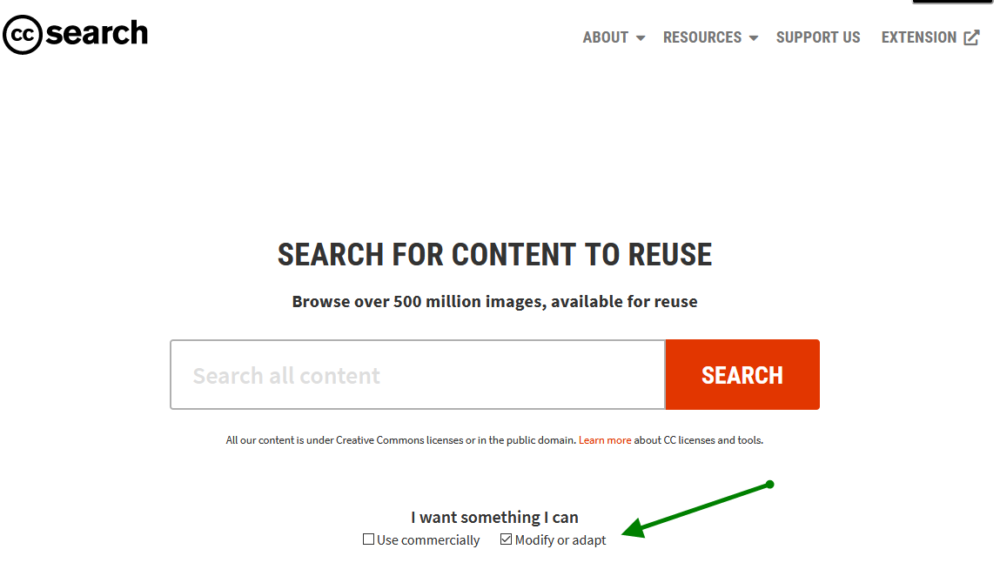 cc search
ABOUT RESOURCES SUPPORT US EXTENSION
SEARCH FOR CONTENT TO REUSE
Browse over 500 million images, available for reuse
Search all content SEARCH
All our content is under Creative Commons licenses or in the public domain. Learn more about CC licenses and tools.
I want something I can
Use commercially Modify or adapt